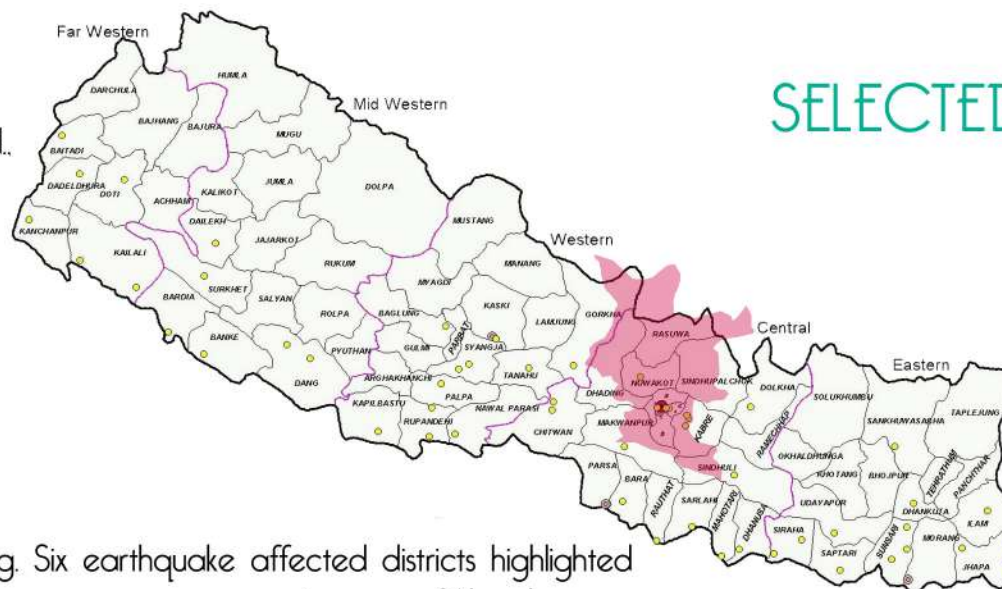 Far Western
SELECTED
HUMLA
DARCHULA
Mid Western
BAJHANG
BAJURA
MUGU
BAITADI
JUMLA
DADELDHURA
DOTI
KALIKOT
DOLPA
ACHHAM
DAILEKH
MUSTANG
KANCHANPUR
JAJARKOT
Western
KAILALI
RUKUM
MANANG
MYAGDI
SURKHET
BARDIA
SALYAN
KASKI
GORKHA
ROLPA
BAGLUNG
LAMJUNG
RASUWA
Central
BANKE
PARBAT
GULMI
SYANGJA
PYUTHAN
Eastern
DANG
ARGHAKHANCHI
TANAHU
NUWAKOT
SINDHUPALCHOK
DOLKHA
SOLUKHUMBU
KAPILBASTU
PALPA
NAWAL PARASI
DHADING
SANKHUWASABHA
TAPLEJUNG
RUPANDEHI
CHITWAN
MAKWANPUR
KABRE
RAMECHHAP
OKHALDHUNGA
PARSA
BARA
RAUTHAT
SINDHULI
KHOTANG
BHOJPUR
TEHRATHUM
PANCHTHAR
SARLAHI
MAHOTARI
DHANUSA
UDAYAPUR
DHANKUTA
SIRAHA
ILAM
SAPTARI
SUNSARI
MORANG
JHAPA
g. Six earthquake affected districts highlighted